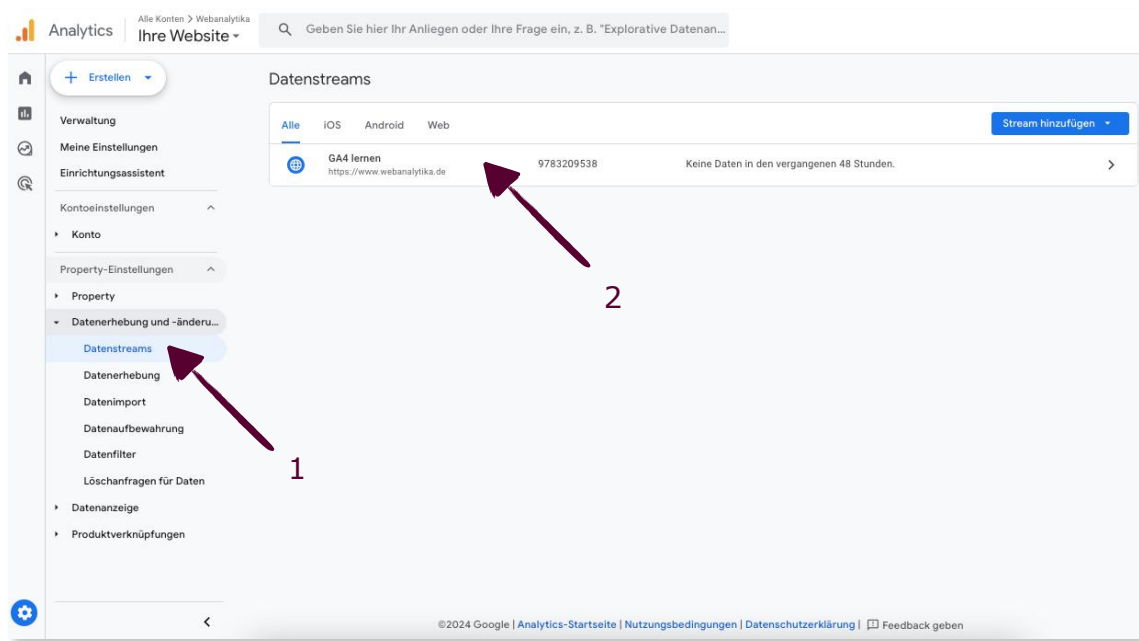 Analytics
Alle Konten > Webanalytika
Ihre Website
Geben Sie hier Ihr Anliegen oder Ihre Frage ein, z. B. "Explorative Datenan...
Erstellen
Verwaltung
Meine Einstellungen
Einrichtungsassistent
Kontoeinstellungen
Konto
Property-Einstellungen
Property
Datenerhebung und -änderu...
Datenstreams
Datenerhebung
Datenimport
Datenaufbewahrung
Datenfilter
Löschanfragen für Daten
Datenanzeige
Produktverknüpfungen
Datenstreams
Alle iOS Android Web
Stream hinzufügen
GA4 lernen
https://www.webanalytika.de
9783209538
Keine Daten in den vergangenen 48 Stunden.
2
1
©2024 Google | Analytics-Startseite | Nutzungsbedingungen | Datenschutzerklärung | Feedback geben